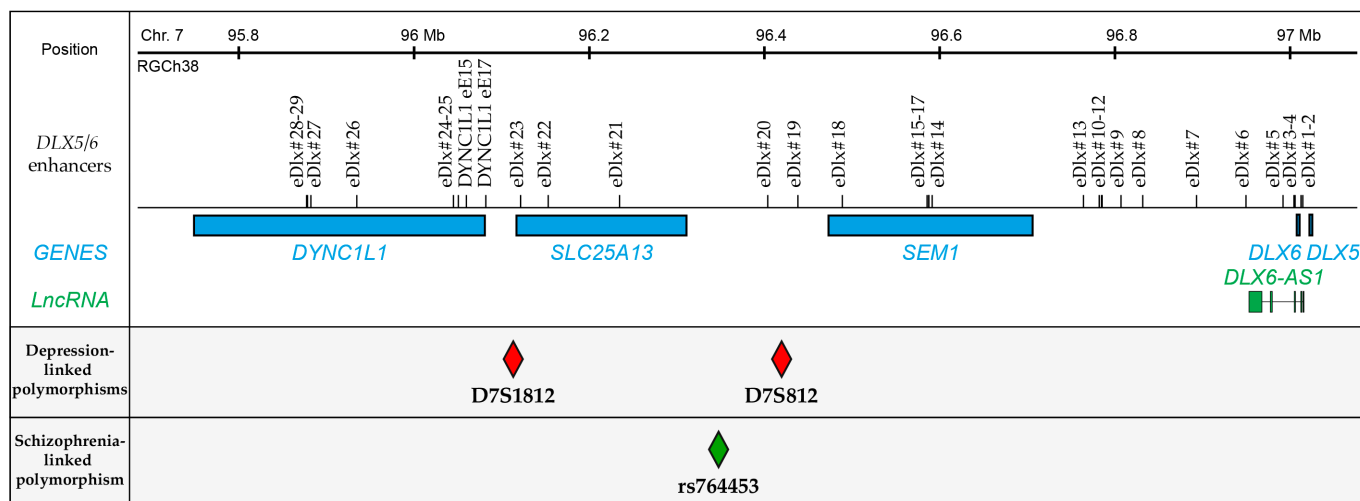 Position
Chr. 7
95.8
96 Mb
96.2
96.4
96.6
96.8
97 Mb
RGCh38
DLX5/6
enhancers
eDlx#28-29
eDlx#27
eDlx#26
eDlx#24-25
DYNC1L1 eE15
DYNC1L1 eE17
eDlx#23
eDlx#22
eDlx#21
eDlx#20
eDlx#19
eDlx#18
eDlx#15-17
eDlx#14
eDlx#13
eDlx#10-12
eDlx#9
eDlx#8
eDlx#7
eDlx#6
eDlx#5
eDlx#3-4
eDlx#1-2
GENES
DYNC1L1
SLC25A13
SEM1
DLX6
DLX5
LncRNA
DLX6-AS1
Depression-
linked
polymorphisms
D7S1812
D7S812
Schizophrenia-
linked
polymorphism
rs764453